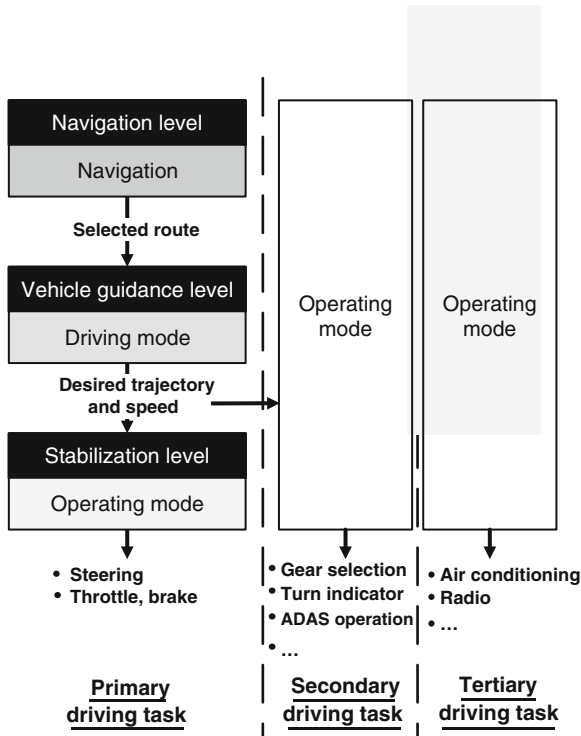 Navigation level
Navigation
Selected route
Vehicle guidance level
Driving mode
Desired trajectory
and speed
Stabilization level
Operating mode
• Steering
• Throttle, brake
Primary
driving task
Operating
mode
• Gear selection
• Turn indicator
• ADAS operation
• ...
Secondary
driving task
Operating
mode
• Air conditioning
• Radio
• ...
Tertiary
driving task